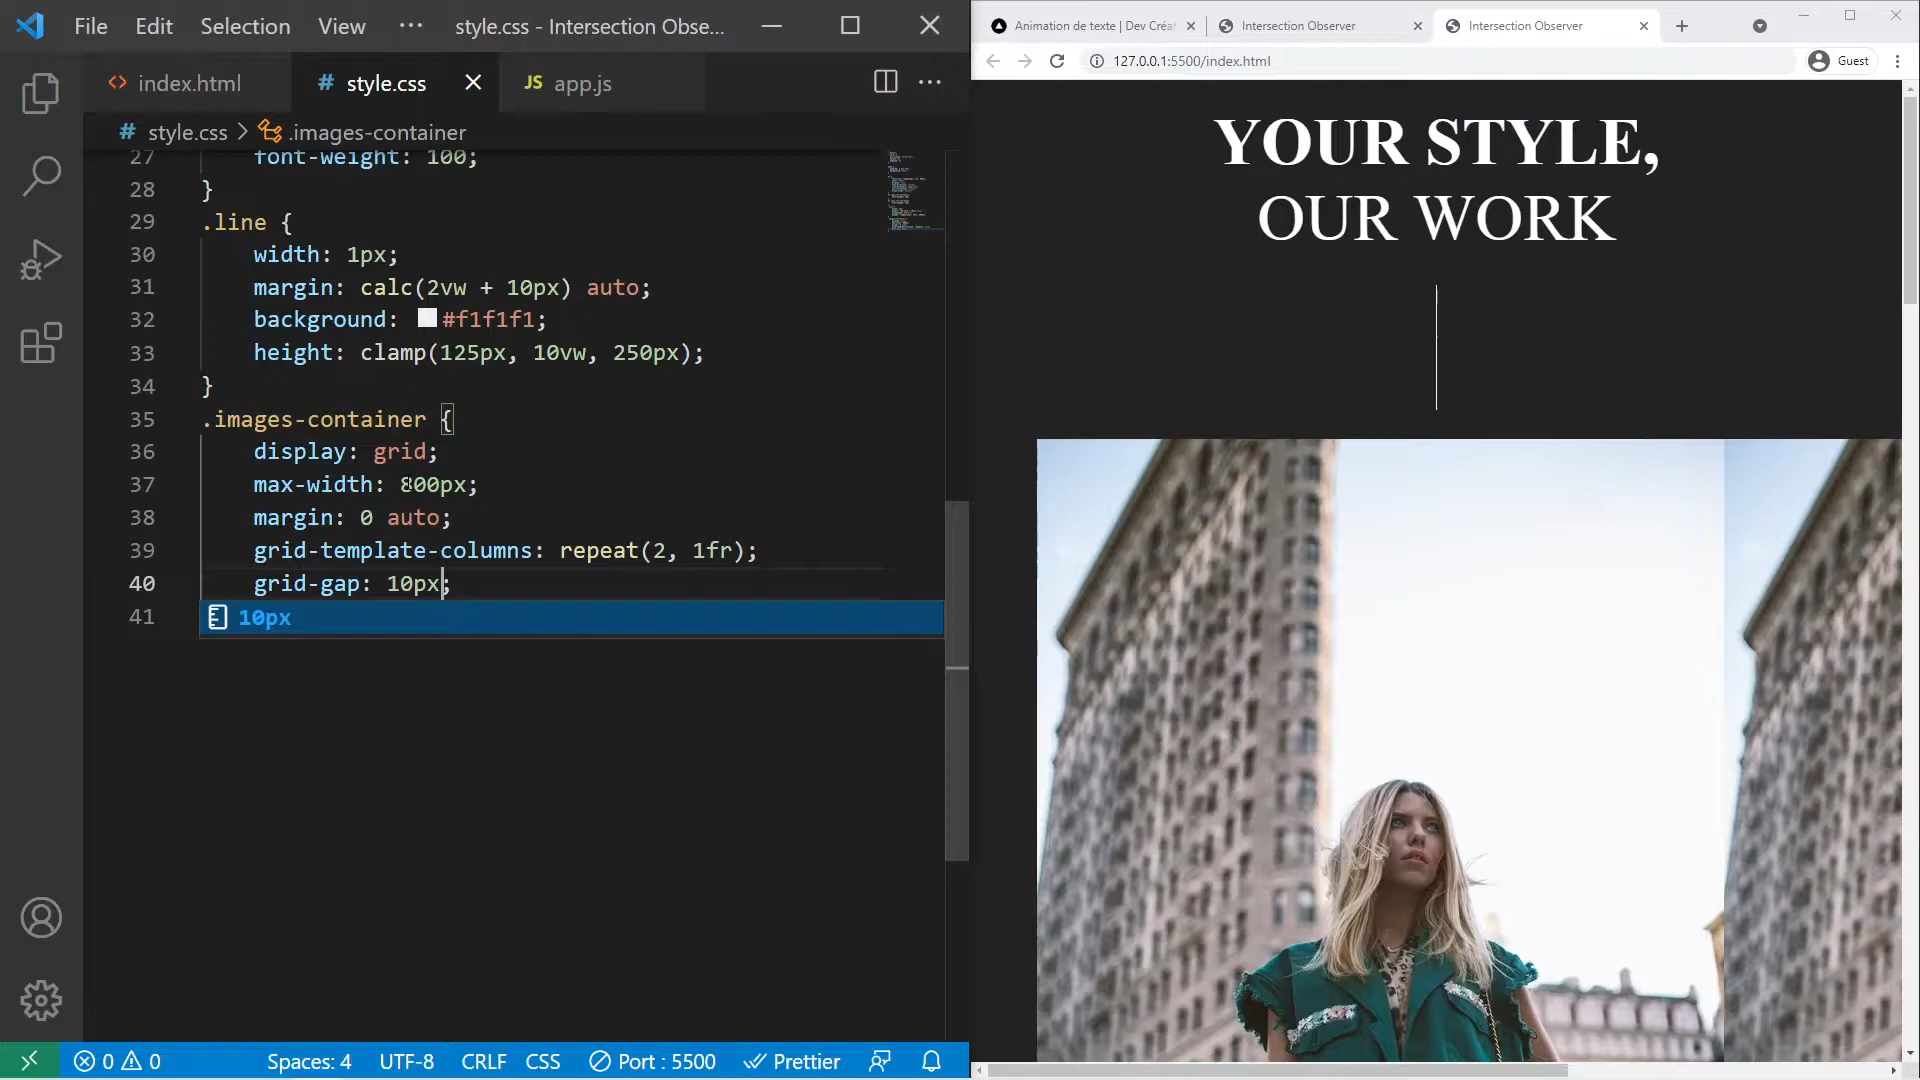 File Edit Selection View ··· style.css - Intersection Obse...
index.html style.css app.js
style.css > .images-container
27 font-weight: 100;
28 }
29 .line {
30 width: 1px;
31 margin: calc(2vw + 10px) auto;
32 background: #f1f1f1;
33 height: clamp(125px, 10vw, 250px);
34 }
35 .images-container {
36 display: grid;
37 max-width: 800px;
38 margin: 0 auto;
39 grid-template-columns: repeat(2, 1fr);
40 grid-gap: 10px;
41
10px
0 0 Spaces: 4 UTF-8 CRLF CSS Port : 5500 Prettier
Animation de texte | Dev Créa Intersection Observer Intersection Observer
127.0.0.1:5500/index.html Guest
YOUR STYLE,
OUR WORK